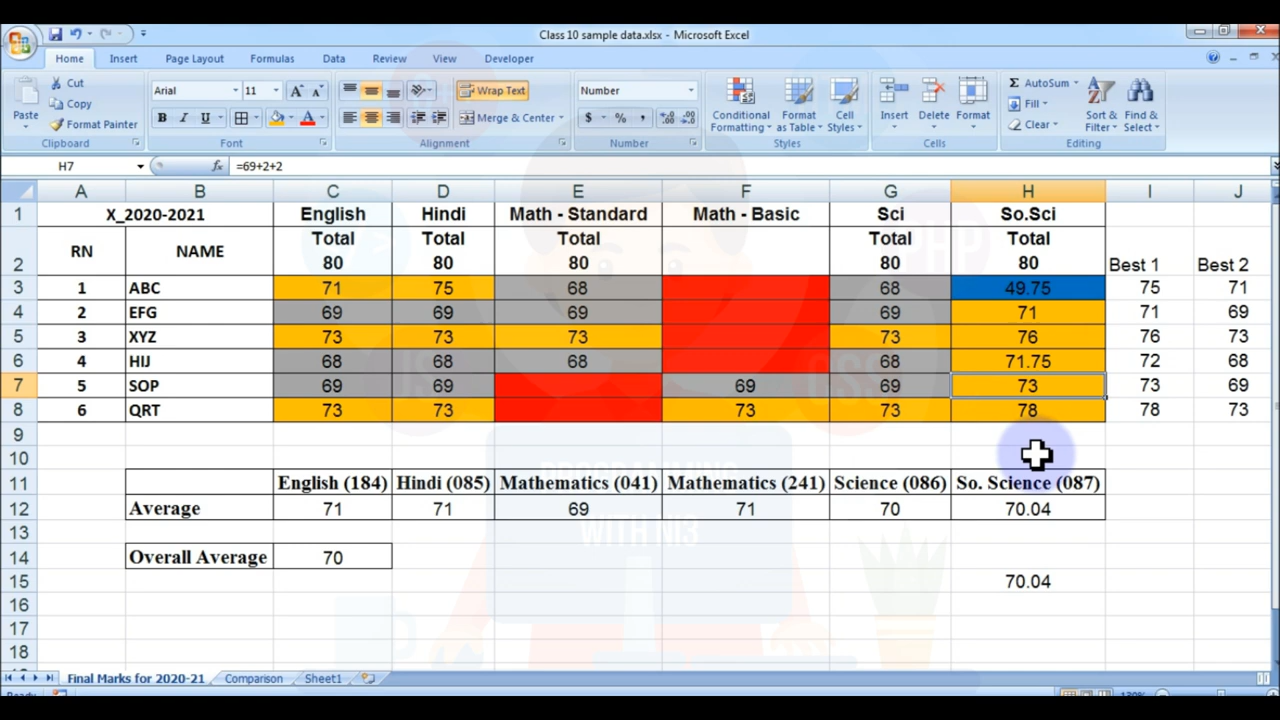 Class 10 sample data.xlsx - Microsoft Excel
Home Insert Page Layout Formulas Data Review View Developer
Cut
Copy
Format Painter
Paste
Arial 11
B I U
Wrap Text
Merge & Center
Number
$ % ,
Conditional Formatting
Format as Table
Cell Styles
Insert Delete Format
AutoSum
Fill
Clear
Sort & Filter
Find & Select
Clipboard Font Alignment Number Styles Cells Editing
H7 fx =69+2+2
A B C D E F G H I J
1 X_2020-2021 English Hindi Math - Standard Math - Basic Sci So.Sci
2 RN NAME Total 80 Total 80 Total 80 Total 80 Total 80 Best 1 Best 2
3 1 ABC 71 75 68 68 49.75 75 71
4 2 EFG 69 69 69 69 71 71 69
5 3 XYZ 73 73 73 73 76 76 73
6 4 HIJ 68 68 68 68 71.75 72 68
7 5 SOP 69 69 69 69 73 73 69
8 6 QRT 73 73 73 73 78 78 73
9
10
11 English (184) Hindi (085) Mathematics (041) Mathematics (241) Science (086) So. Science (087)
12 Average 71 71 69 71 70 70.04
13
14 Overall Average 70
15 70.04
16
17
18
PHP
JS
CSS
PROGRAMMING
WITH NI3
Final Marks for 2020-21 Comparison Sheet1